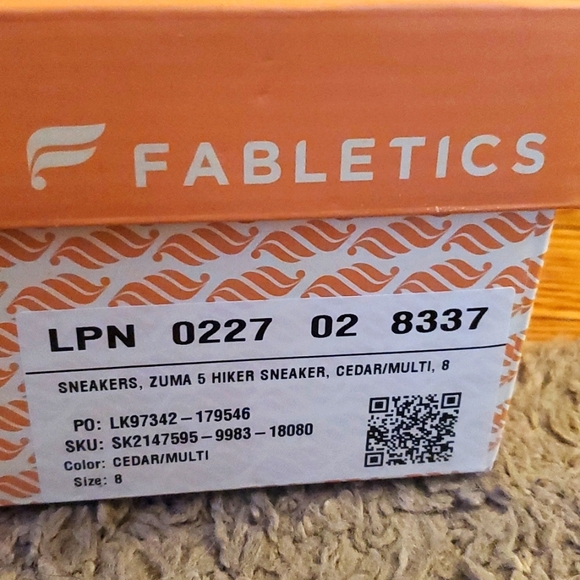 FABLETICS
LPN 0227 02 8337
SNEAKERS, ZUMA 5 HIKER SNEAKER, CEDAR/MULTI, 8
PO: LK97342-179546
SKU: SK2147595-9983-18080
Color: CEDAR/MULTI
Size: 8